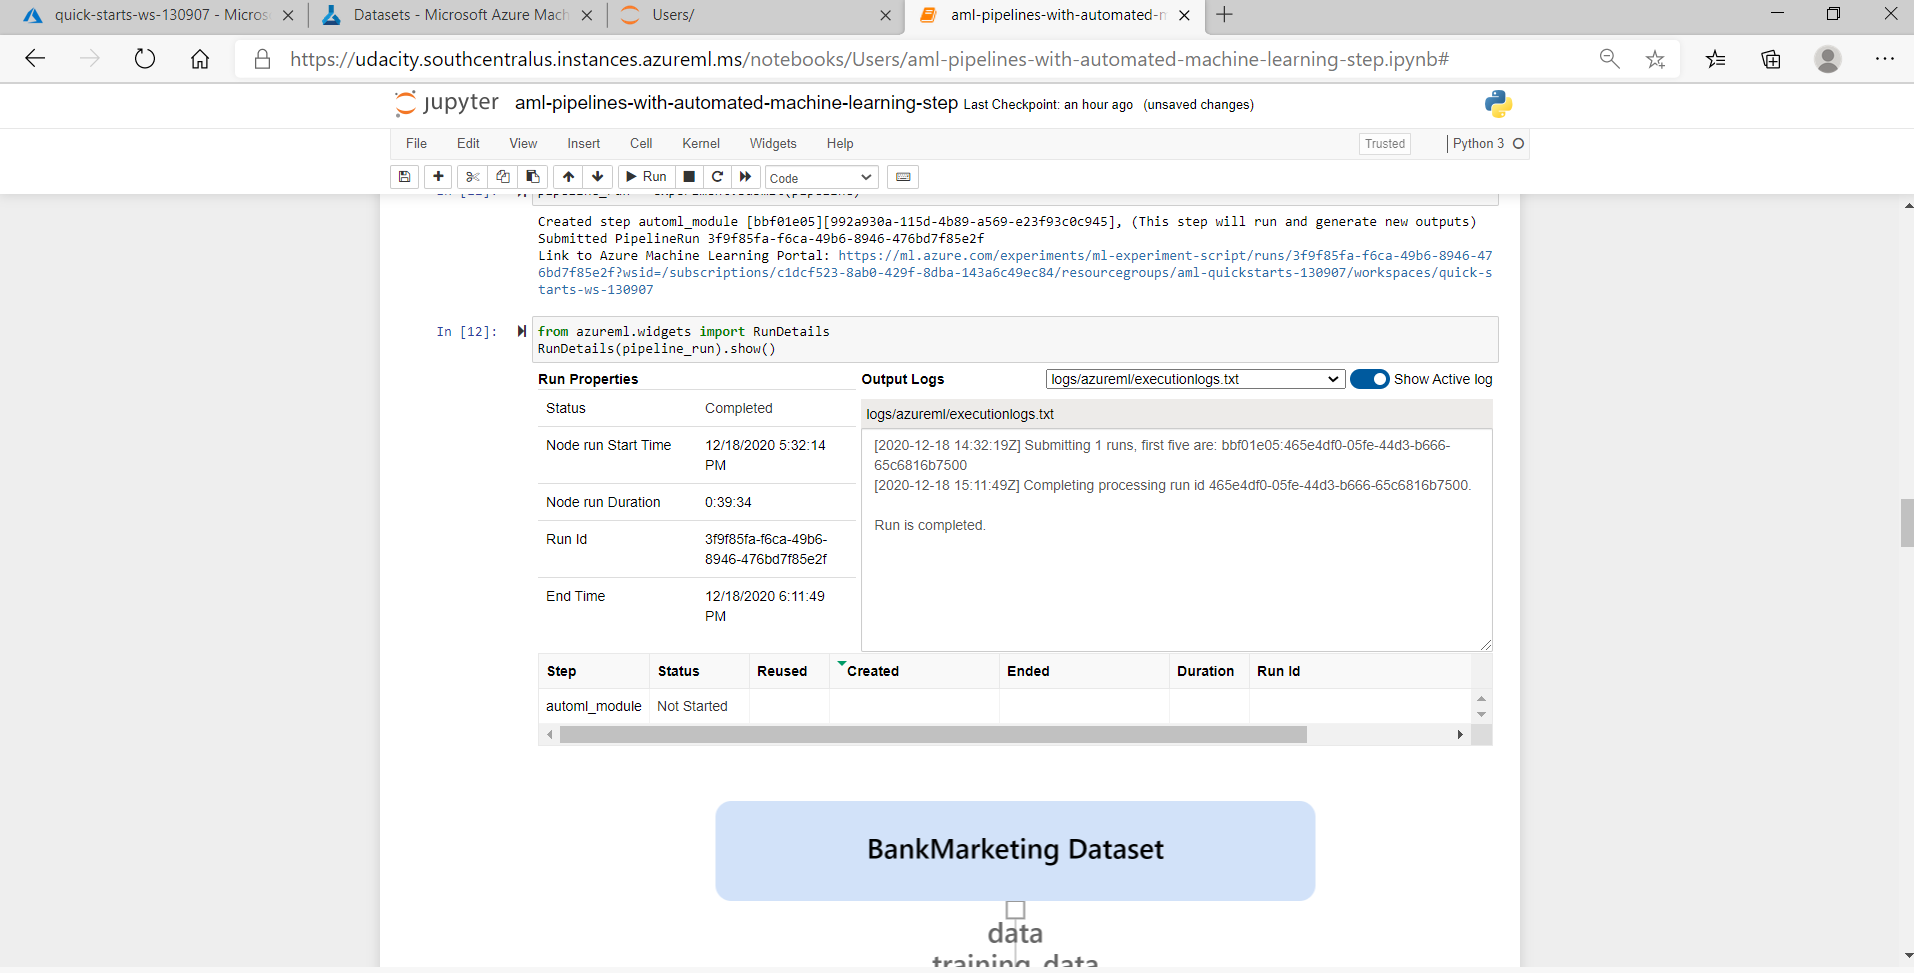 quick-starts-ws-130907 - Micros
Datasets - Microsoft Azure Mach
Users/
aml-pipelines-with-automated-m
https://udacity.southcentralus.instances.azureml.ms/notebooks/Users/aml-pipelines-with-automated-machine-learning-step.ipynb#
jupyter aml-pipelines-with-automated-machine-learning-step Last Checkpoint: an hour ago (unsaved changes)
File Edit View Insert Cell Kernel Widgets Help Trusted Python 3
Run Code
Created step automl_module [bbf01e05][992a930a-115d-4b89-a569-e23f93c0c945], (This step will run and generate new outputs)
Submitted PipelineRun 3f9f85fa-f6ca-49b6-8946-476bd7f85e2f
Link to Azure Machine Learning Portal: https://ml.azure.com/experiments/ml-experiment-script/runs/3f9f85fa-f6ca-49b6-8946-47
6bd7f85e2f?wsid=/subscriptions/c1dcf523-8ab0-429f-8dba-143a6c49ec84/resourcegroups/aml-quickstarts-130907/workspaces/quick-s
tarts-ws-130907
In [12]: from azureml.widgets import RunDetails
RunDetails(pipeline_run).show()
Run Properties
Status Completed
Node run Start Time 12/18/2020 5:32:14
PM
Node run Duration 0:39:34
Run Id 3f9f85fa-f6ca-49b6-
8946-476bd7f85e2f
End Time 12/18/2020 6:11:49
PM
Output Logs logs/azureml/executionlogs.txt Show Active log
logs/azureml/executionlogs.txt
[2020-12-18 14:32:19Z] Submitting 1 runs, first five are: bbf01e05:465e4df0-05fe-44d3-b666-
65c6816b7500
[2020-12-18 15:11:49Z] Completing processing run id 465e4df0-05fe-44d3-b666-65c6816b7500.
Run is completed.
Step Status Reused Created Ended Duration Run Id
automl_module Not Started
BankMarketing Dataset
data
training_data